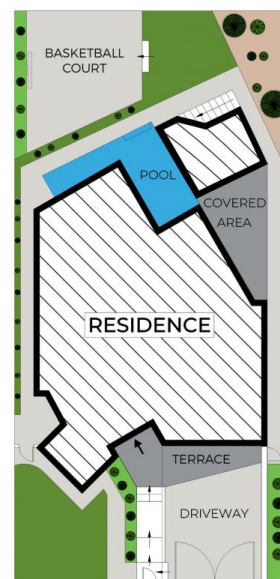 BASKETBALL
COURT
POOL
COVERED
AREA
RESIDENCE
TERRACE
DRIVEWAY